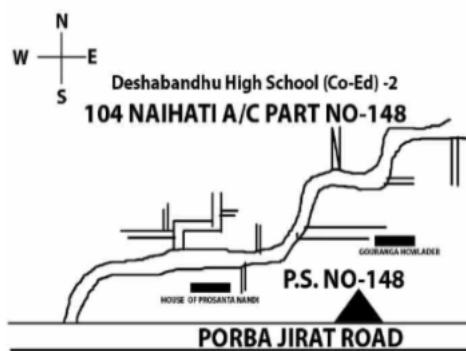 N
W E
S
Deshabandhu High School (Co-Ed) -2
104 NAIHATI A/C PART NO-148
GOURANGA HOWLADER
P.S. NO-148
HOUSE OF PROSANTA NANDI
PORBA JIRAT ROAD